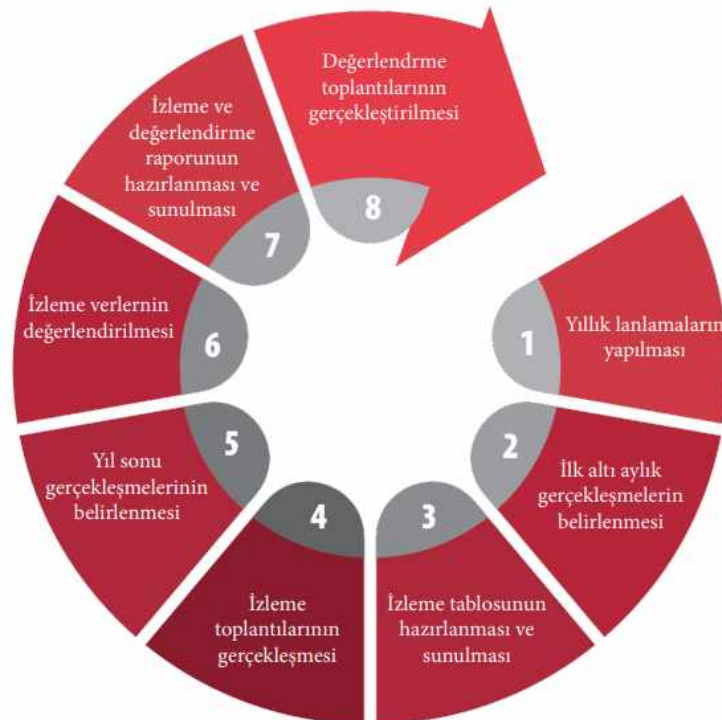 1
Yıllık lanlamaların
yapılması
2
İlk altı aylık
gerçekleşmelerin
belirlenmesi
3
İzleme tablosunun
hazırlanması ve
sunulması
4
İzleme
toplantılarının
gerçekleşmesi
5
Yıl sonu
gerçekleşmelerinin
belirlenmesi
6
İzleme verlernin
değerlendirilmesi
7
İzleme ve
değerlendirme
raporunun
hazırlanması ve
sunulması
8
Değerlendrme
toplantılarının
gerçekleştirilmesi